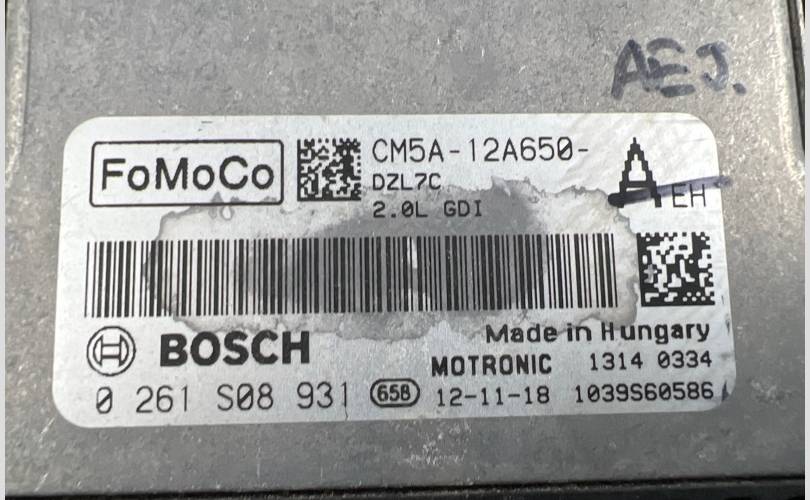 AEJ.
FoMoCo
CM5A-12A650-
A EH
DZL7C
2.0L GDI
Made in Hungary
BOSCH
MOTRONIC 1314 0334
0 261 S08 931 658 12-11-18 1039S60586